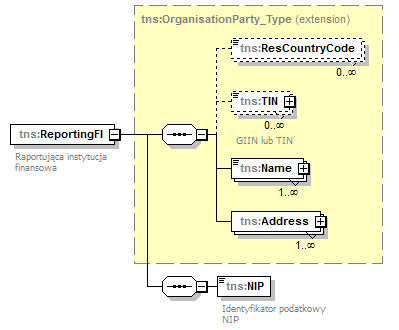 tns:OrganisationParty_Type (extension)
tns:ResCountryCode
0..∞
tns:TIN
0..∞
GIIN lub TIN
tns:ReportingFI
Raportująca instytucja
finansowa
tns:Name
1..∞
tns:Address
1..∞
tns:NIP
Identyfikator podatkowy
NIP